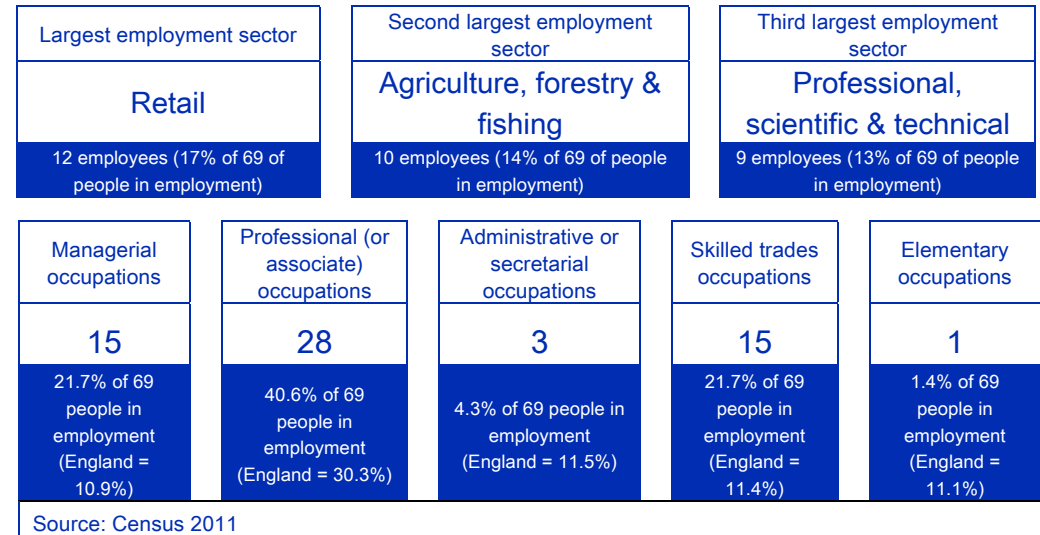 Largest employment sector
Retail
12 employees (17% of 69 of
people in employment)
Second largest employment
sector
Agriculture, forestry &
fishing
10 employees (14% of 69 of people
in employment)
Third largest employment
sector
Professional,
scientific & technical
9 employees (13% of 69 of people
in employment)
Managerial
occupations
15
21.7% of 69
people in
employment
(England =
10.9%)
Professional (or
associate)
occupations
28
40.6% of 69
people in
employment
(England = 30.3%)
Administrative or
secretarial
occupations
3
4.3% of 69 people in
employment
(England = 11.5%)
Skilled trades
occupations
15
21.7% of 69
people in
employment
(England =
11.4%)
Elementary
occupations
1
1.4% of 69
people in
employment
(England =
11.1%)
Source: Census 2011